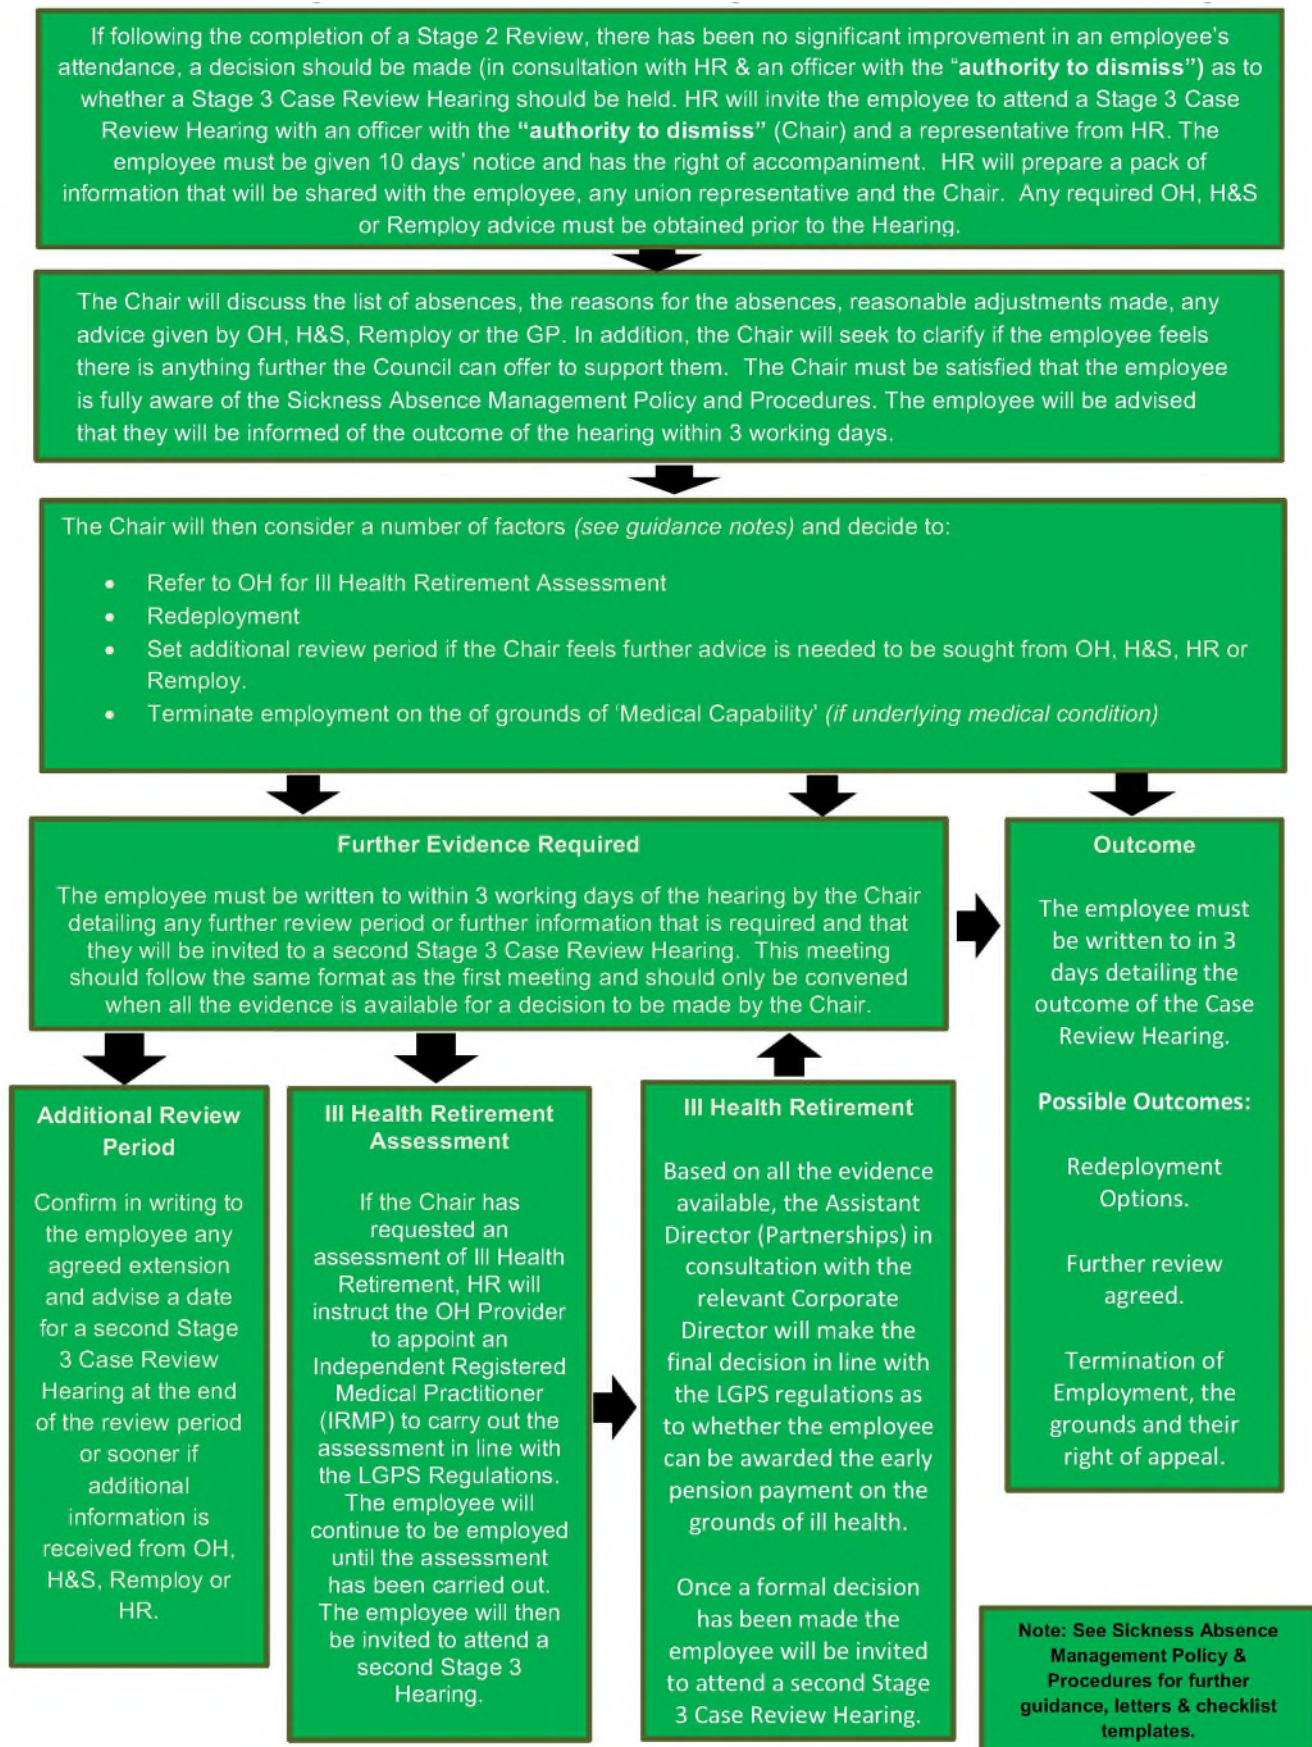 If following the completion of a Stage 2 Review, there has been no significant improvement in an employee's
attendance, a decision should be made (in consultation with HR & an officer with the "authority to dismiss") as to
whether a Stage 3 Case Review Hearing should be held. HR will invite the employee to attend a Stage 3 Case
Review Hearing with an officer with the "authority to dismiss" (Chair) and a representative from HR. The
employee must be given 10 days' notice and has the right of accompaniment. HR will prepare a pack of
information that will be shared with the employee, any union representative and the Chair. Any required OH, H&S
or Remploy advice must be obtained prior to the Hearing.
The Chair will discuss the list of absences, the reasons for the absences, reasonable adjustments made, any
advice given by OH, H&S, Remploy or the GP. In addition, the Chair will seek to clarify if the employee feels
there is anything further the Council can offer to support them. The Chair must be satisfied that the employee
is fully aware of the Sickness Absence Management Policy and Procedures. The employee will be advised
that they will be informed of the outcome of the hearing within 3 working days.
The Chair will then consider a number of factors (see guidance notes) and decide to:
• Refer to OH for Ill Health Retirement Assessment
• Redeployment
• Set additional review period if the Chair feels further advice is needed to be sought from OH, H&S, HR or
Remploy.
• Terminate employment on the of grounds of 'Medical Capability' (if underlying medical condition)
Further Evidence Required
The employee must be written to within 3 working days of the hearing by the Chair
detailing any further review period or further information that is required and that
they will be invited to a second Stage 3 Case Review Hearing. This meeting
should follow the same format as the first meeting and should only be convened
when all the evidence is available for a decision to be made by the Chair.
Outcome
The employee must
be written to in 3
days detailing the
outcome of the Case
Review Hearing.
Possible Outcomes:
Redeployment
Options.
Further review
agreed.
Termination of
Employment, the
grounds and their
right of appeal.
Additional Review
Period
Confirm in writing to
the employee any
agreed extension
and advise a date
for a second Stage
3 Case Review
Hearing at the end
of the review period
or sooner if
additional
information is
received from OH,
H&S, Remploy or
HR.
Ill Health Retirement
Assessment
If the Chair has
requested an
assessment of Ill Health
Retirement, HR will
instruct the OH Provider
to appoint an
Independent Registered
Medical Practitioner
(IRMP) to carry out the
assessment in line with
the LGPS Regulations.
The employee will
continue to be employed
until the assessment
has been carried out.
The employee will then
be invited to attend a
second Stage 3
Hearing.
Ill Health Retirement
Based on all the evidence
available, the Assistant
Director (Partnerships) in
consultation with the
relevant Corporate
Director will make the
final decision in line with
the LGPS regulations as
to whether the employee
can be awarded the early
pension payment on the
grounds of ill health.
Once a formal decision
has been made the
employee will be invited
to attend a second Stage
3 Case Review Hearing.
Note: See Sickness Absence
Management Policy &
Procedures for further
guidance, letters & checklist
templates.